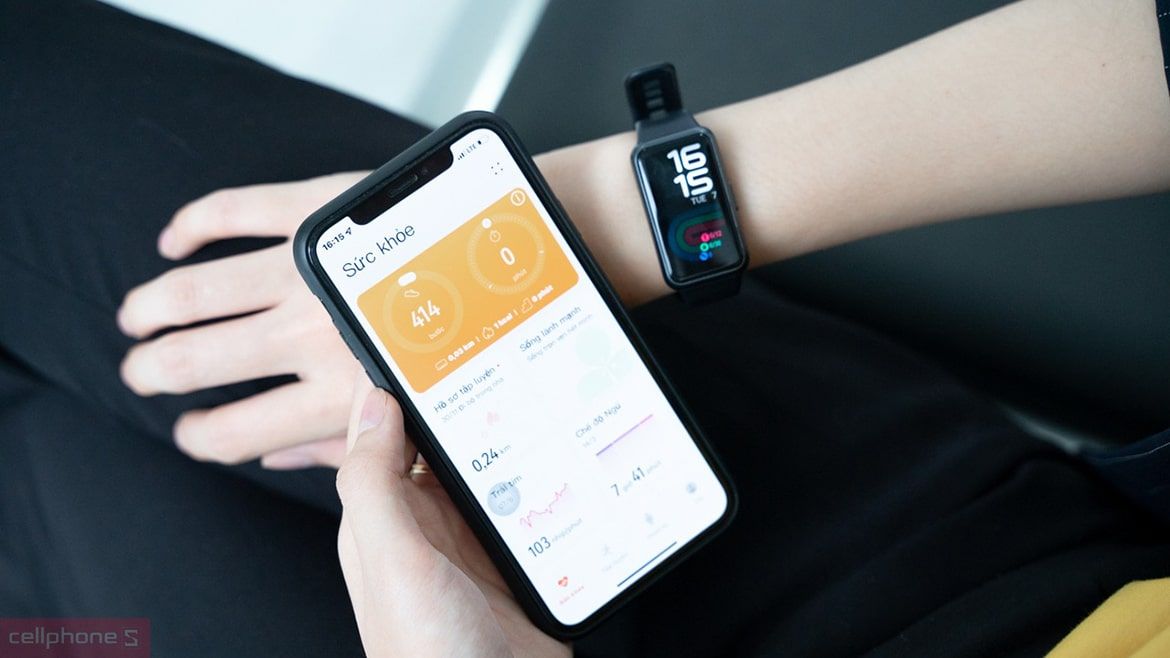 16:15
LTE
Sức khỏe
414
bước
0
phút
0,03 km | 1 kcal | 0 phút
Hồ sơ tập luyện
0,24 km
Sống lành mạnh
Trái tim
103 nhịp/phút
Chế độ Ngủ
7 giờ 41 phút
16
15
TUE 7
cellphoneS